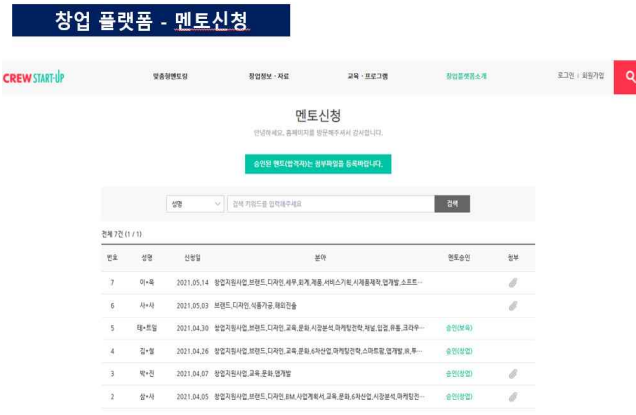 창업 플랫폼 - 멘토신청
CREW START-UP
맞춤형멘토링 창업정보 · 자료 교육 · 프로그램 창업플랫폼소개 로그인 회원가입
멘토신청
안녕하세요, 홈페이지를 방문해주셔서 감사합니다.
승인된 멘토(합격자)는 첨부파일을 등록바랍니다.
성명 검색 키워드를 입력해주세요 검색
전체 7건 (1 / 1)
번호 성명 신청일 분야 멘토승인 첨부
7 이*욱 2021.05.14 창업지원사업,브랜드,디자인,세무,회계,제품,서비스기획,시제품제작,앱개발,소프트…
6 사*사 2021.05.03 브랜드,디자인,식품가공,해외진출
5 테*트일 2021.04.30 창업지원사업,브랜드,디자인,교육,문화,시장분석,마케팅전략,채널,입점,유통,크라우… 승인(보육)
4 김*철 2021.04.26 창업지원사업,브랜드,디자인,교육,문화,6차산업,마케팅전략,스마트팜,앱개발,IR,투… 승인(창업)
3 박*진 2021.04.07 창업지원사업,교육,문화,앱개발 승인(창업)
2 삼*사 2021.04.05 창업지원사업,브랜드,디자인,BM,사업계획서,교육,문화,6차산업,시장분석,마케팅전… 승인(창업)